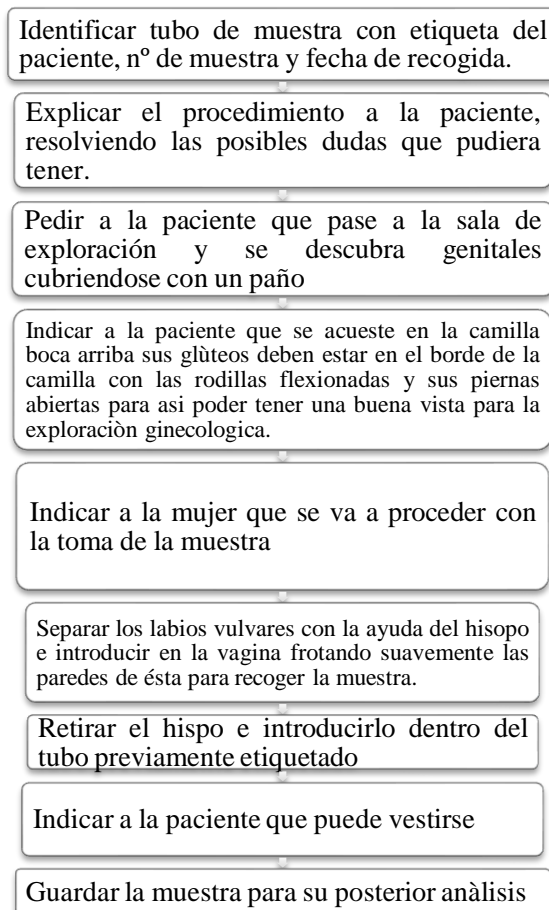 Identificar tubo de muestra con etiqueta del
paciente, nº de muestra y fecha de recogida.
Explicar el procedimiento a la paciente,
resolviendo las posibles dudas que pudiera
tener.
Pedir a la paciente que pase a la sala de
exploración y se descubra genitales
cubriendose con un paño
Indicar a la paciente que se acueste en la camilla
boca arriba sus glùteos deben estar en el borde de la
camilla con las rodillas flexionadas y sus piernas
abiertas para asi poder tener una buena vista para la
exploraciòn ginecologica.
Indicar a la mujer que se va a proceder con
la toma de la muestra
Separar los labios vulvares con la ayuda del hisopo
e introducir en la vagina frotando suavemente las
paredes de ésta para recoger la muestra.
Retirar el hispo e introducirlo dentro del
tubo previamente etiquetado
Indicar a la paciente que puede vestirse
Guardar la muestra para su posterior anàlisis